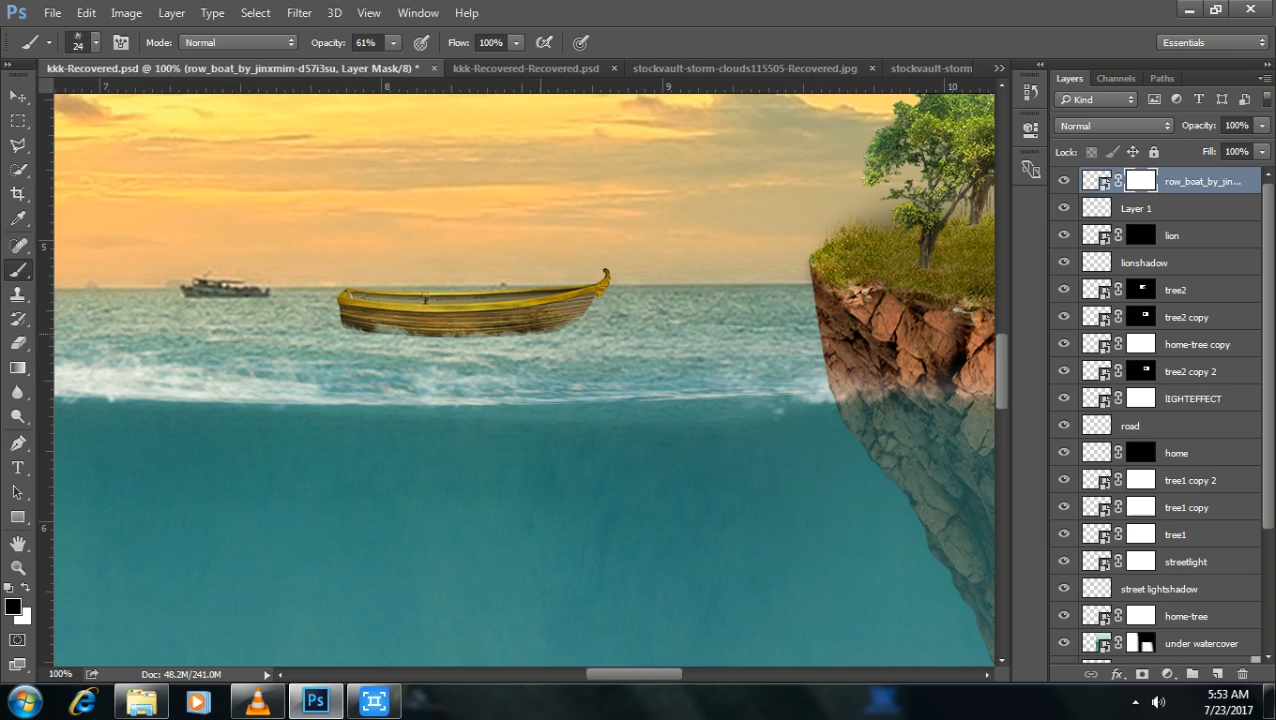 Ps File Edit Image Layer Type Select Filter 3D View Window Help
24 Mode: Normal Opacity: 61% Flow: 100% Essentials
kkk-Recovered.psd @ 100% (row_boat_by_jinxmim-d57i3su, Layer Mask/8) * × kkk-Recovered-Recovered.psd × stockvault-storm-clouds115505-Recovered.jpg × stockvault-storm
7 8 9 10
5
6
Layers Channels Paths
Kind
Normal Opacity: 100%
Lock: Fill: 100%
row_boat_by_jin...
Layer 1
lion
lionshadow
tree2
tree2 copy
home-tree copy
tree2 copy 2
lIGHTEFFECT
road
home
tree1 copy 2
tree1 copy
tree1
streetlight
street lightshadow
home-tree
under watercover
100% Doc: 48.2M/241.0M
Ps
5:53 AM
7/23/2017